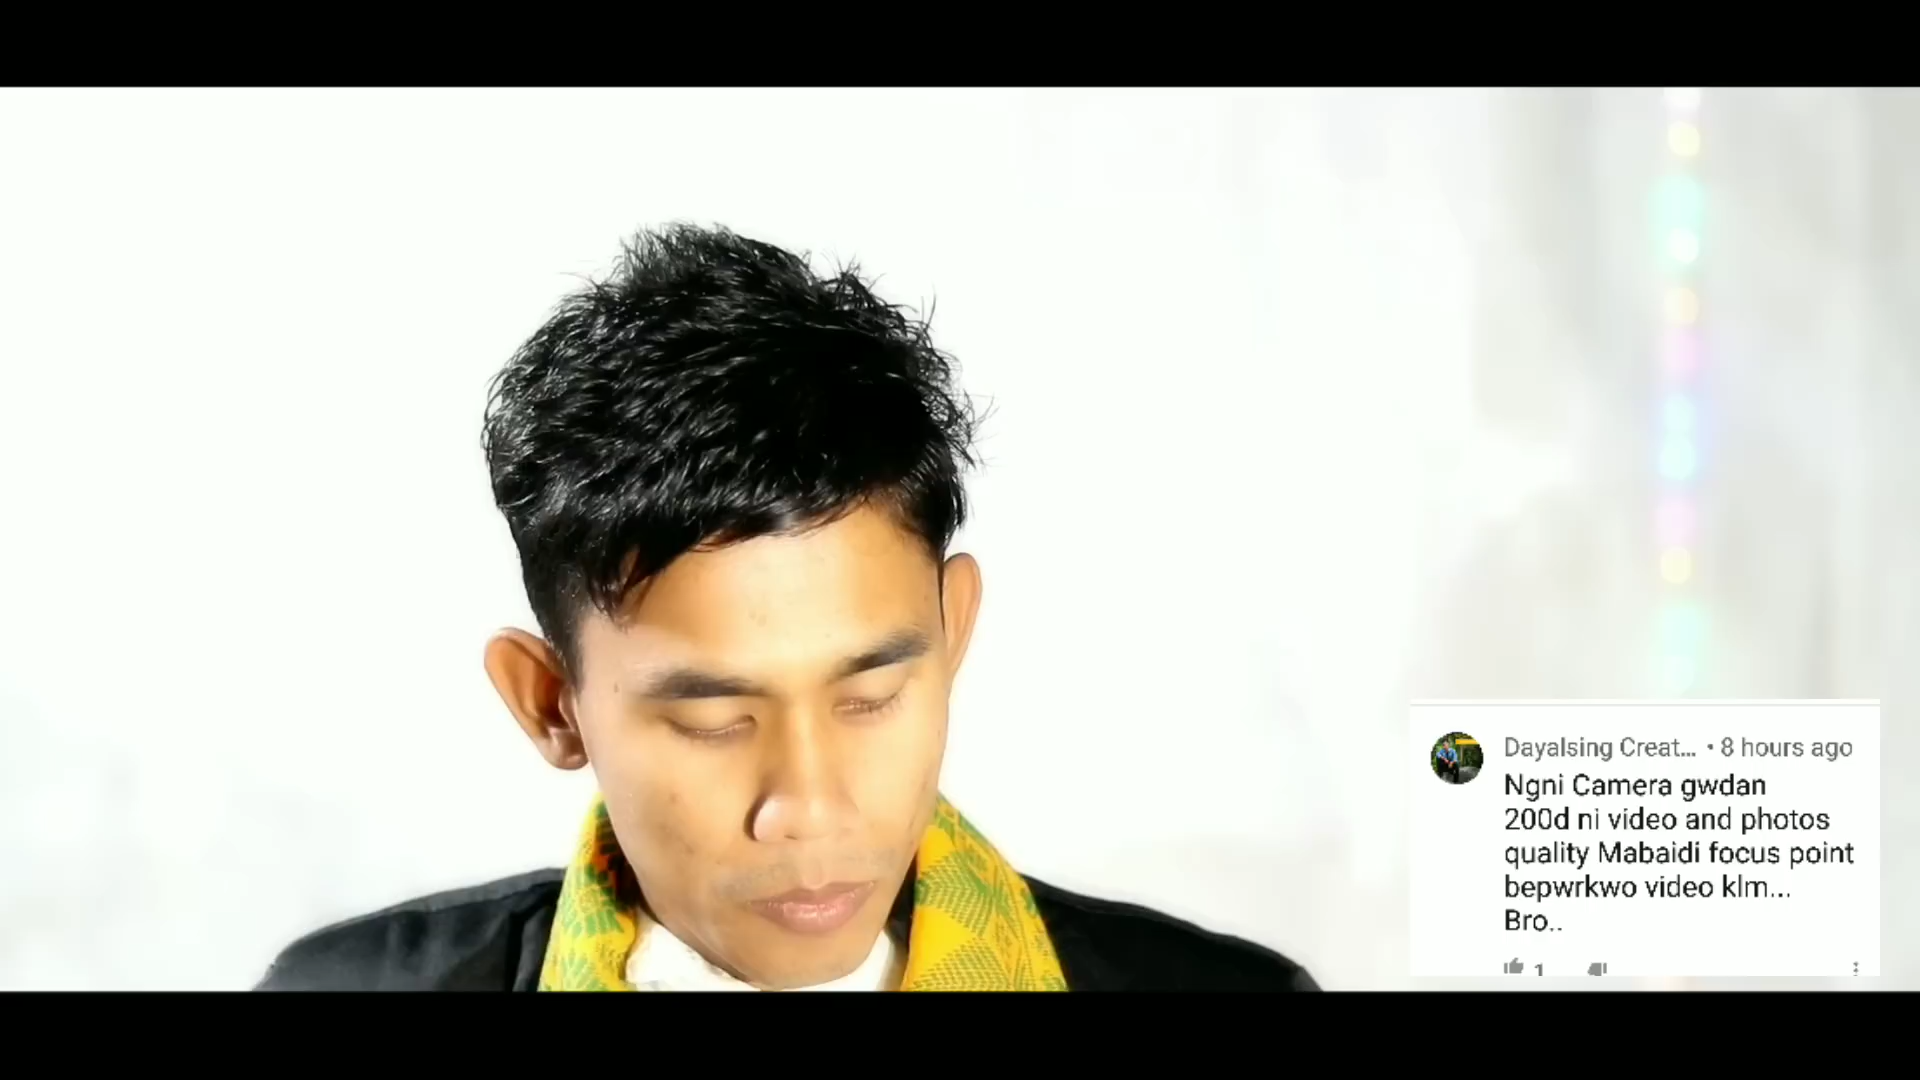 Dayalsing Creat... • 8 hours ago
Ngni Camera gwdan
200d ni video and photos
quality Mabaidi focus point
bepwrkwo video klm...
Bro..
1